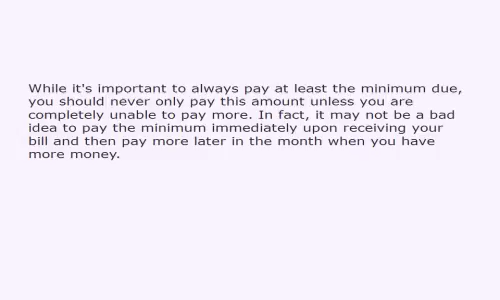 While it's important to always pay at least the minimum due,
you should never only pay this amount unless you are
completely unable to pay more. In fact, it may not be a bad
idea to pay the minimum immediately upon receiving your
bill and then pay more later in the month when you have
more money.